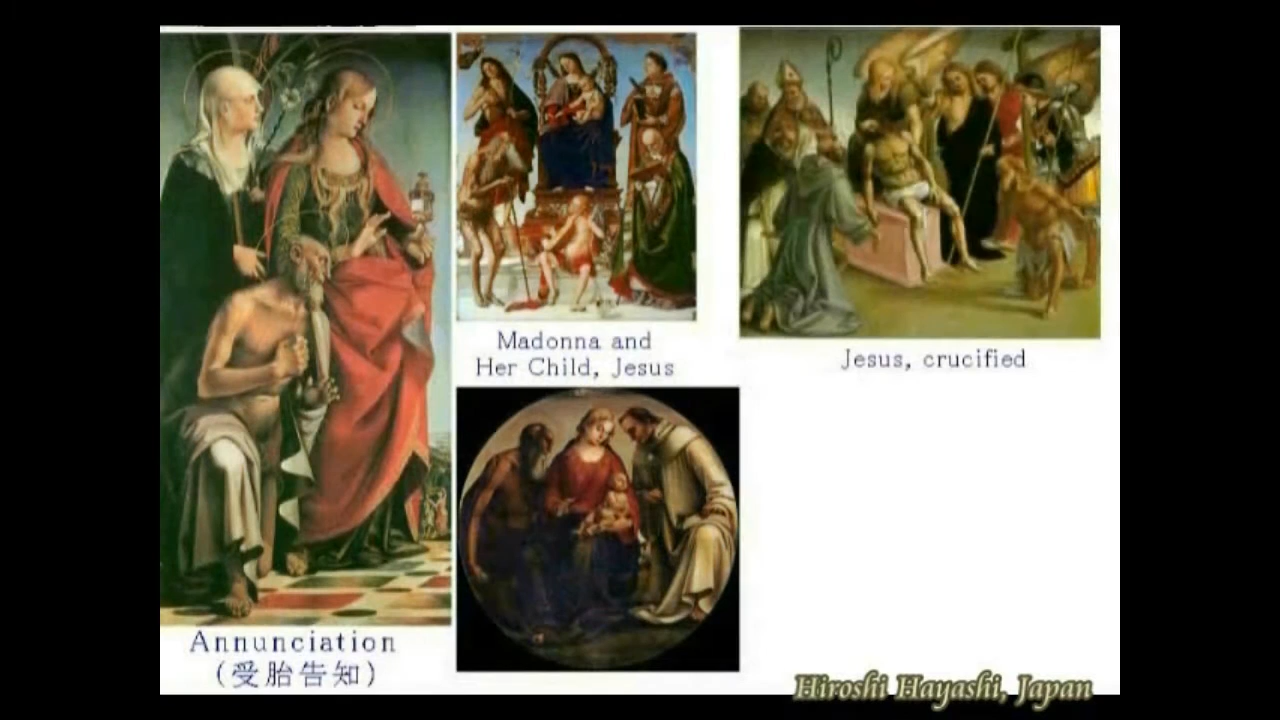 Madonna and
Her Child, Jesus
Jesus, crucified
Annunciation
(受胎告知)
Hiroshi Hayashi, Japan